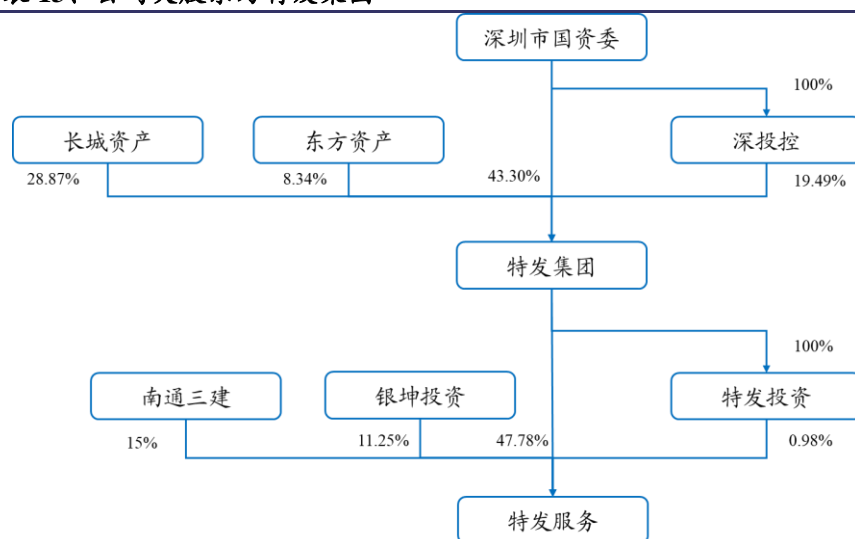 深圳市国资委
100%
长城资产
东方资产
深投控
28.87%
8.34%
43.30%
19.49%
特发集团
100%
南通三建
银坤投资
特发投资
15%
11.25%
47.78%
0.98%
特发服务